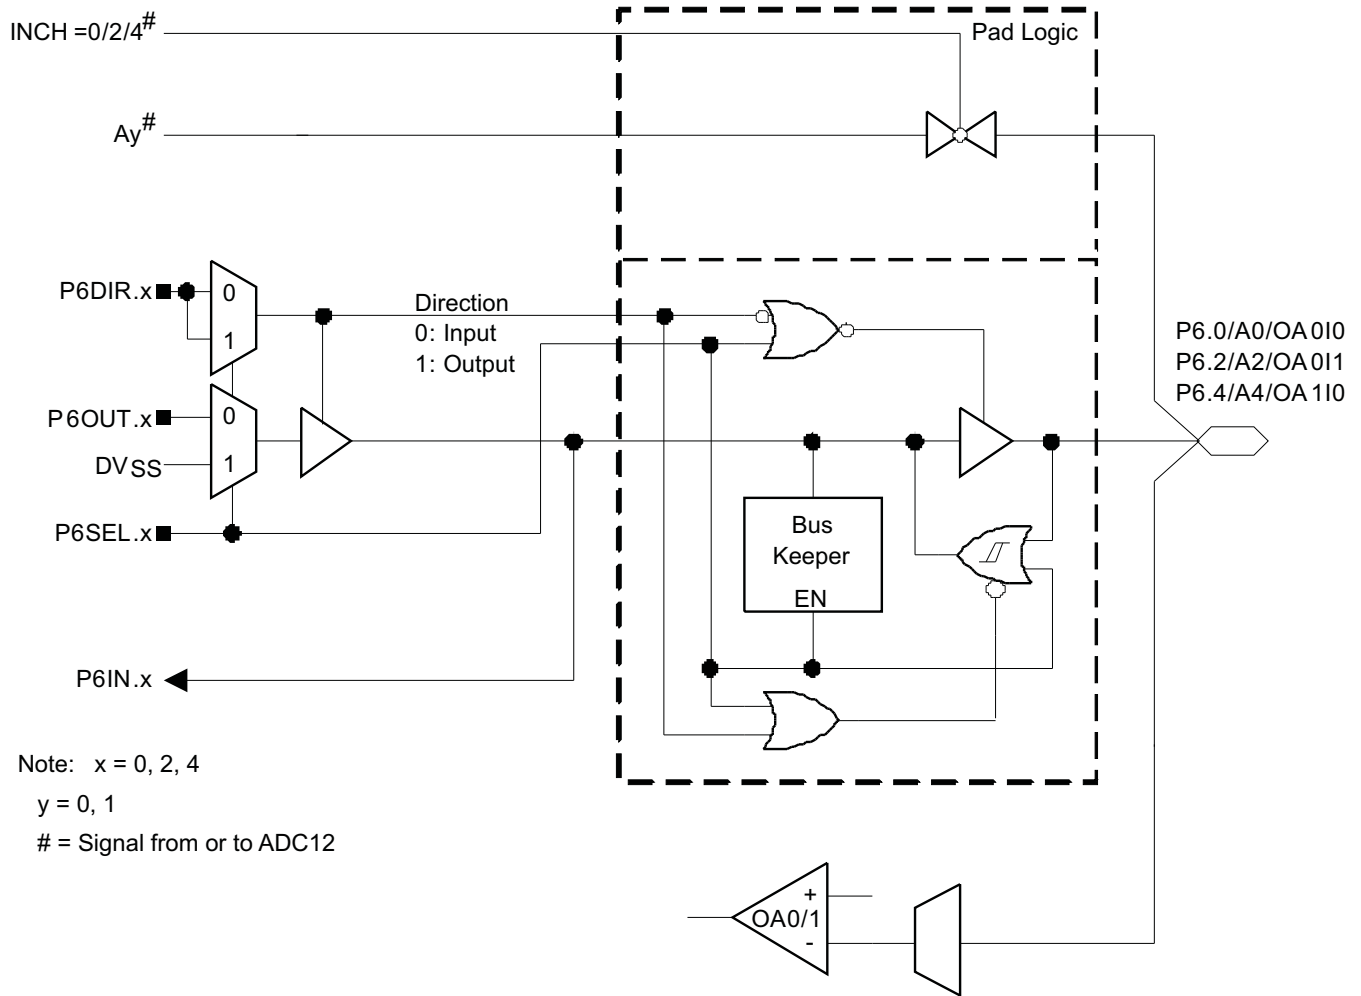 INCH =0/2/4#
Pad Logic
Ay#
P6DIR.x
0
1
Direction
0: Input
1: Output
P6.0/A0/OA0I0
P6.2/A2/OA0I1
P6.4/A4/OA1I0
P6OUT.x
0
DVSS
1
P6SEL.x
Bus
Keeper
EN
P6IN.x
Note: x = 0, 2, 4
y = 0, 1
# = Signal from or to ADC12
+
OA0/1
-